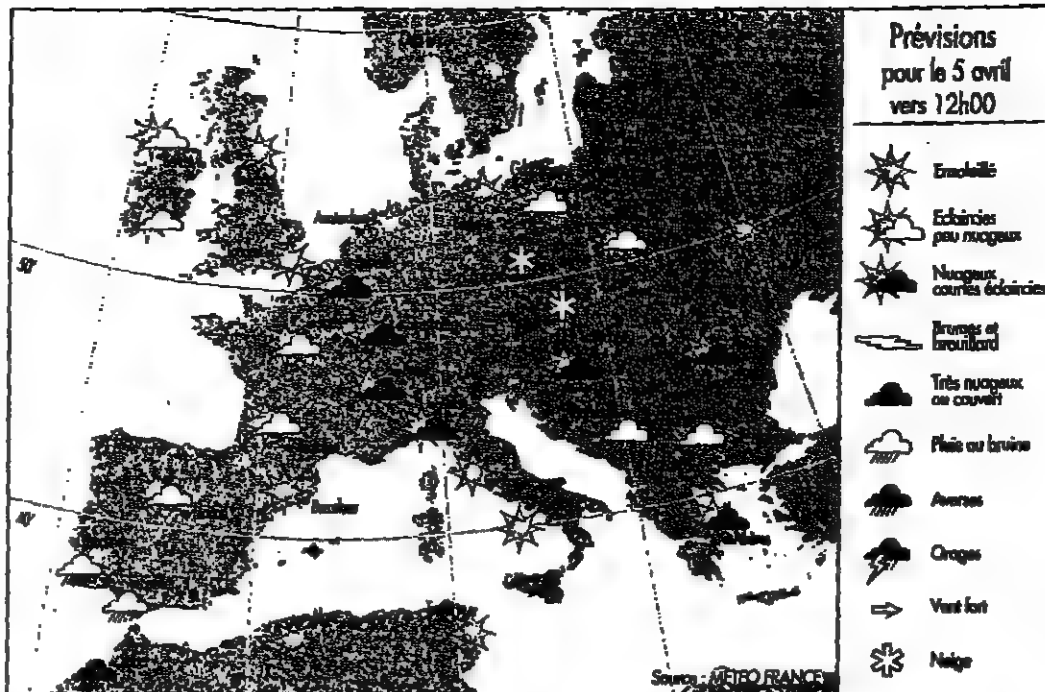 Prévisions
pour le 5 avril
vers 12h00
Ensoleillé
Eclaircies
peu nuageux
Nuageux
courtes éclaircies
Brumes et
brouillard
Très nuageux
ou couvert
Pluie ou bruine
Averses
Orages
Vent fort
Neige
Amsterdam
50°
40°
Source : MÉTÉO FRANCE